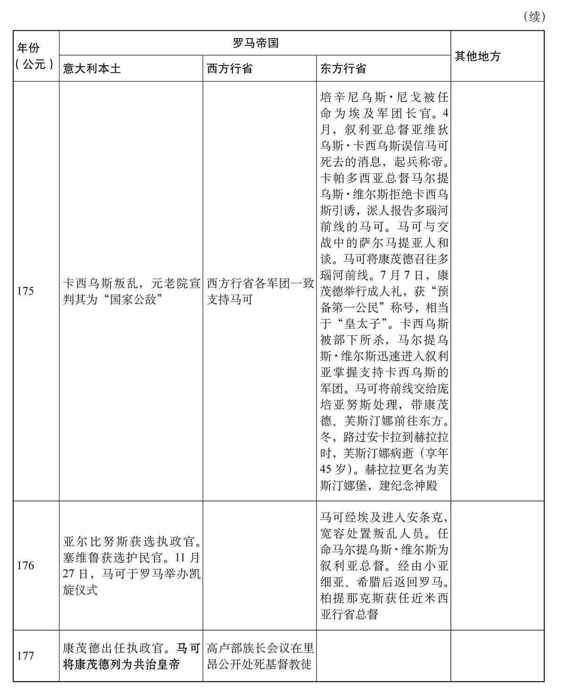 （续）
年份
（公元）
罗马帝国
其他地方
意大利本土
西方行省
东方行省
175
卡西乌斯叛乱，元老院宣
判其为“国家公敌”
西方行省各军团一致
支持马可
培辛尼乌斯·尼戈被任
命为埃及军团长官。4
月，叙利亚总督亚维狄
乌斯·卡西乌斯误信马可
死去的消息，起兵称帝。
卡帕多西亚总督马尔提
乌斯·维尔斯拒绝卡西乌
斯引诱，派人报告多瑙河
前线的马可。马可与交
战中的萨尔马提亚人和
谈。马可将康茂德召往多
瑙河前线。7 月 7 日，康
茂德举行成人礼，获“预
备第一公民”称号，相当
于“皇太子”。卡西乌斯
被部下所杀，马尔提乌
斯·维尔斯迅速进入叙利
亚掌握支持卡西乌斯的
军团。马可将前线交给庞
培亚努斯处理，带康茂
德、芙斯汀娜前往东方。
冬，路过安卡拉到赫拉拉
时，芙斯汀娜病逝（享年
45 岁）。赫拉拉更名为芙
斯汀娜堡，建纪念神殿
176
亚尔比努斯获选执政官。
塞维鲁获选护民官。11 月
27 日，马可于罗马举办凯
旋仪式
马可经埃及进入安条克，
宽容处置叛乱人员。任
命马尔提乌斯·维尔斯为
叙利亚总督。经由小亚
细亚、希腊后返回罗马。
柏提那克斯获任近米西
亚行省总督
177
康茂德出任执政官。马可
将康茂德列为共治皇帝
高卢部族长会议在里
昂公开处死基督教徒